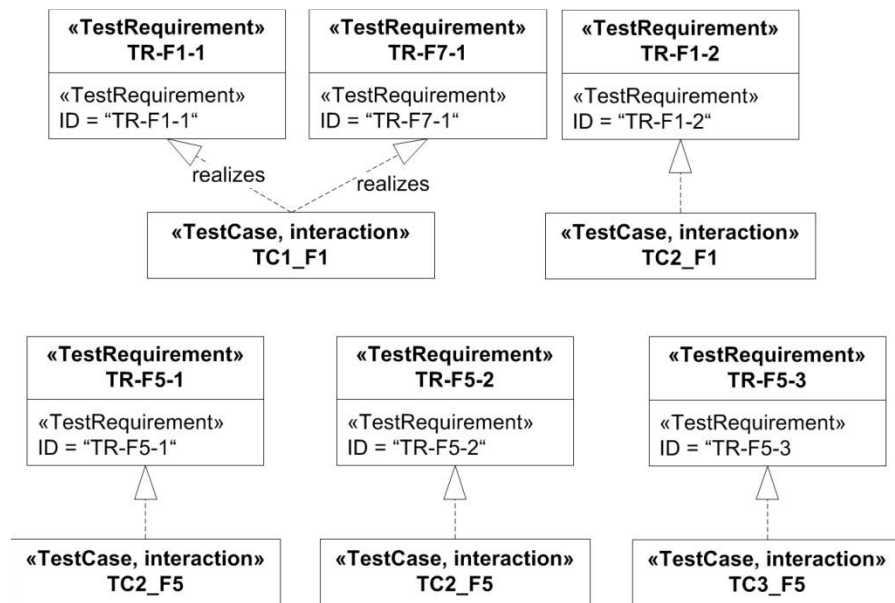 «TestRequirement»
TR-F1-1
«TestRequirement»
ID = “TR-F1-1“
«TestRequirement»
TR-F7-1
«TestRequirement»
ID = “TR-F7-1“
«TestRequirement»
TR-F1-2
«TestRequirement»
ID = “TR-F1-2“
realizes
realizes
«TestCase, interaction»
TC1_F1
«TestCase, interaction»
TC2_F1
«TestRequirement»
TR-F5-1
«TestRequirement»
ID = “TR-F5-1“
«TestRequirement»
TR-F5-2
«TestRequirement»
ID = “TR-F5-2“
«TestRequirement»
TR-F5-3
«TestRequirement»
ID = “TR-F5-3
«TestCase, interaction»
TC2_F5
«TestCase, interaction»
TC2_F5
«TestCase, interaction»
TC3_F5